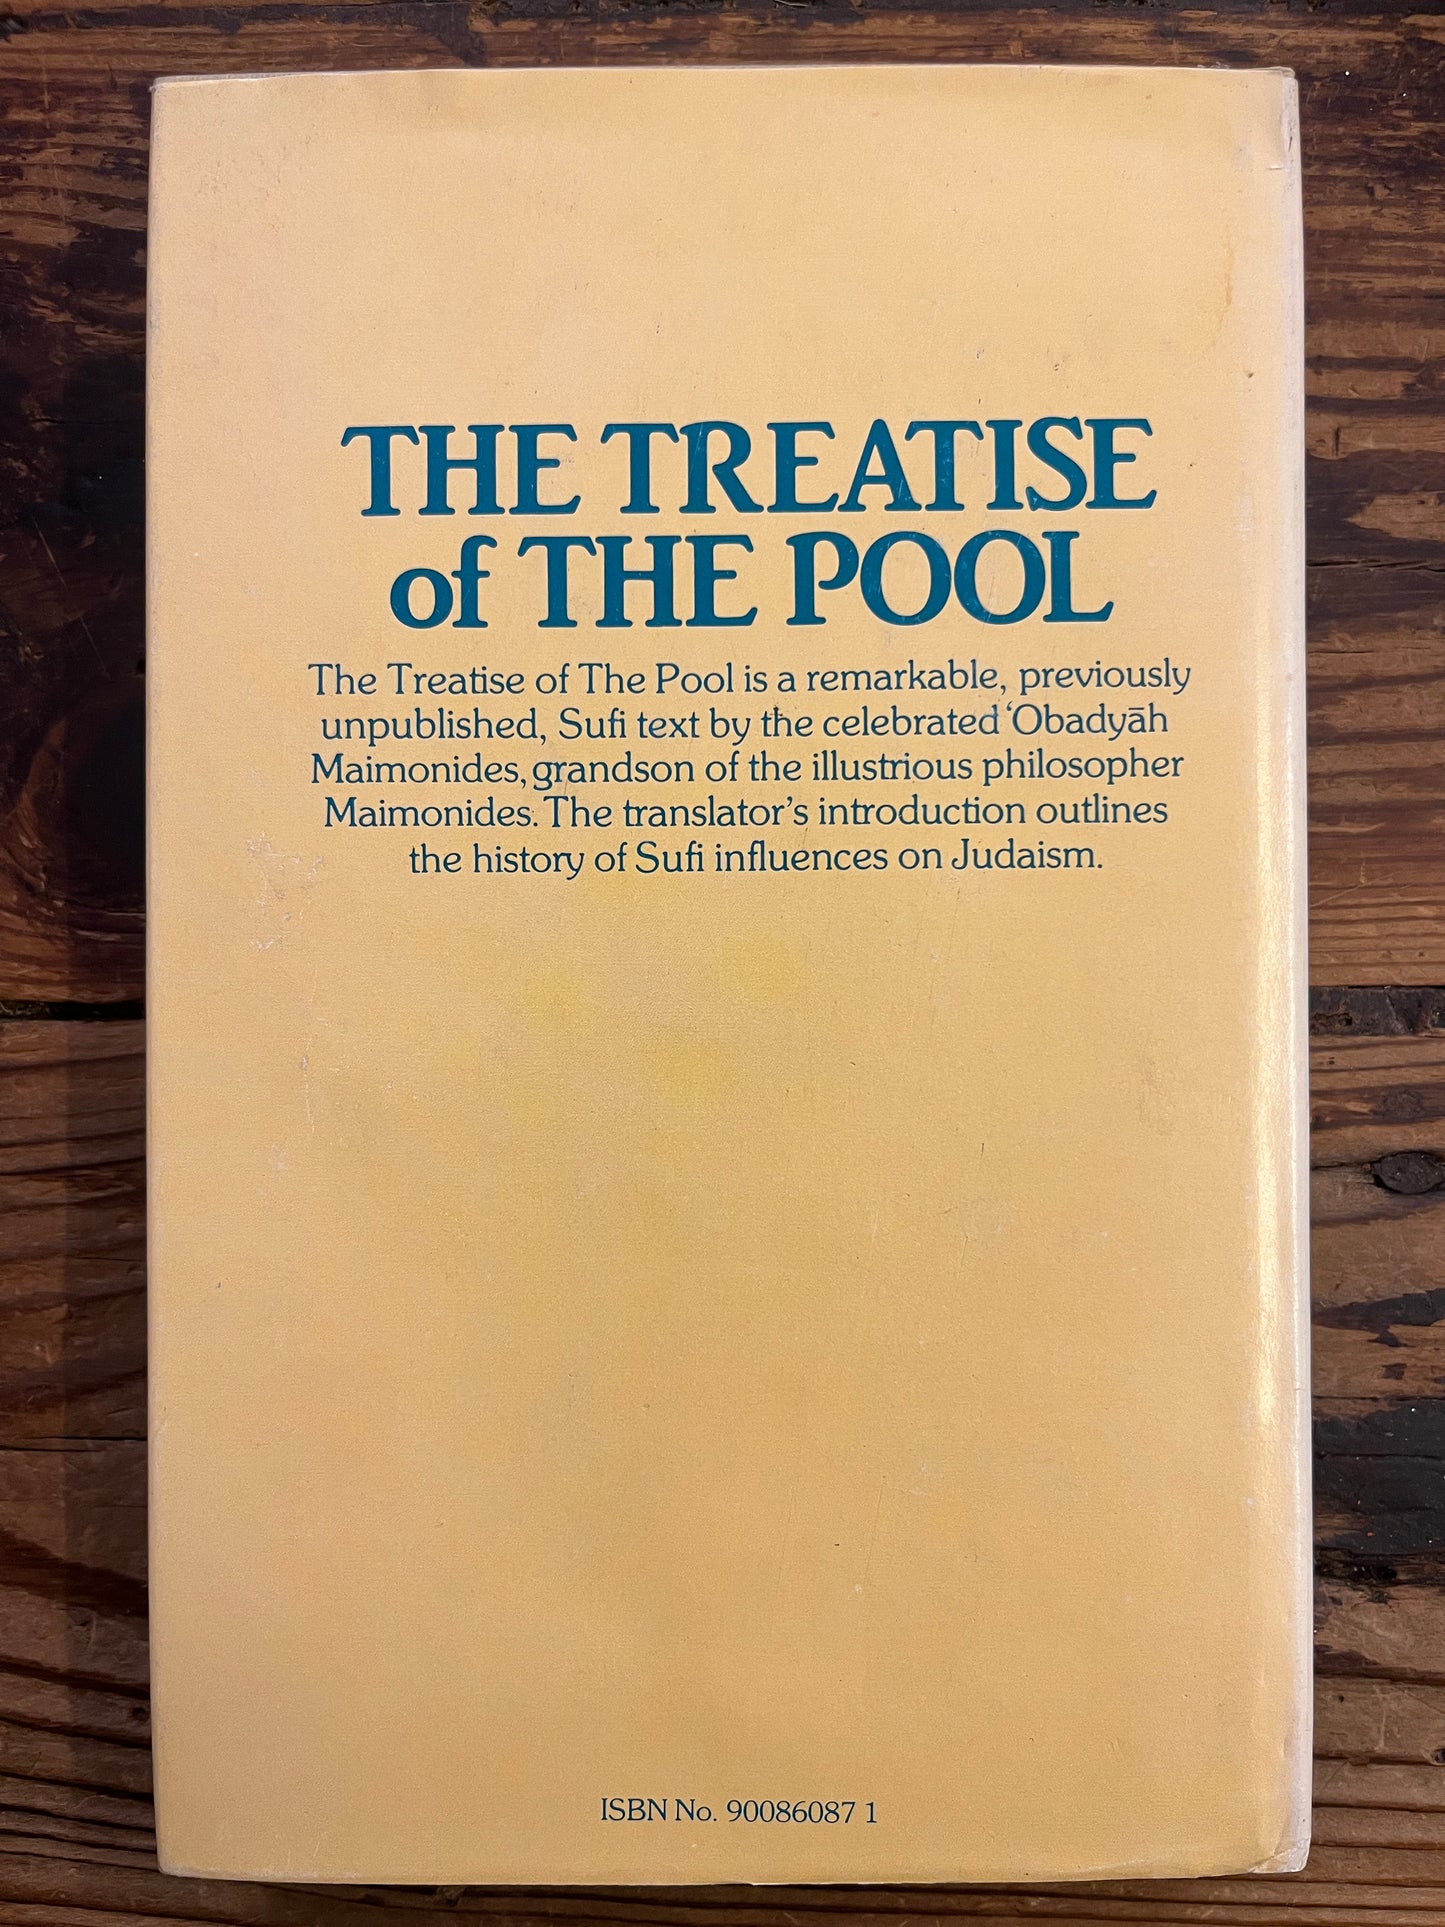 THE TREATISE
of THE POOL
The Treatise of The Pool is a remarkable, previously
unpublished, Sufi text by the celebrated ‘Obadyāh
Maimonides, grandson of the illustrious philosopher
Maimonides. The translator’s introduction outlines
the history of Sufi influences on Judaism.
ISBN No. 90086087 1